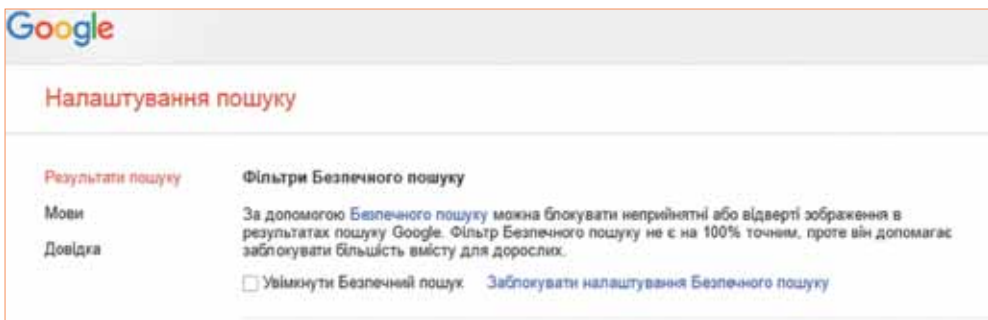 Google
Налаштування пошуку
Результати пошуку
Мови
Довідка
Фільтри Безпечного пошуку
За допомогою Безпечного пошуку можна блокувати неприйнятні або відверті зображення в
результатах пошуку Google. Фільтр Безпечного пошуку не є на 100% точним, проте він допомагає
заблокувати більшість вмісту для дорослих.
Увімкнути Безпечний пошук Заблокувати налаштування Безпечного пошуку